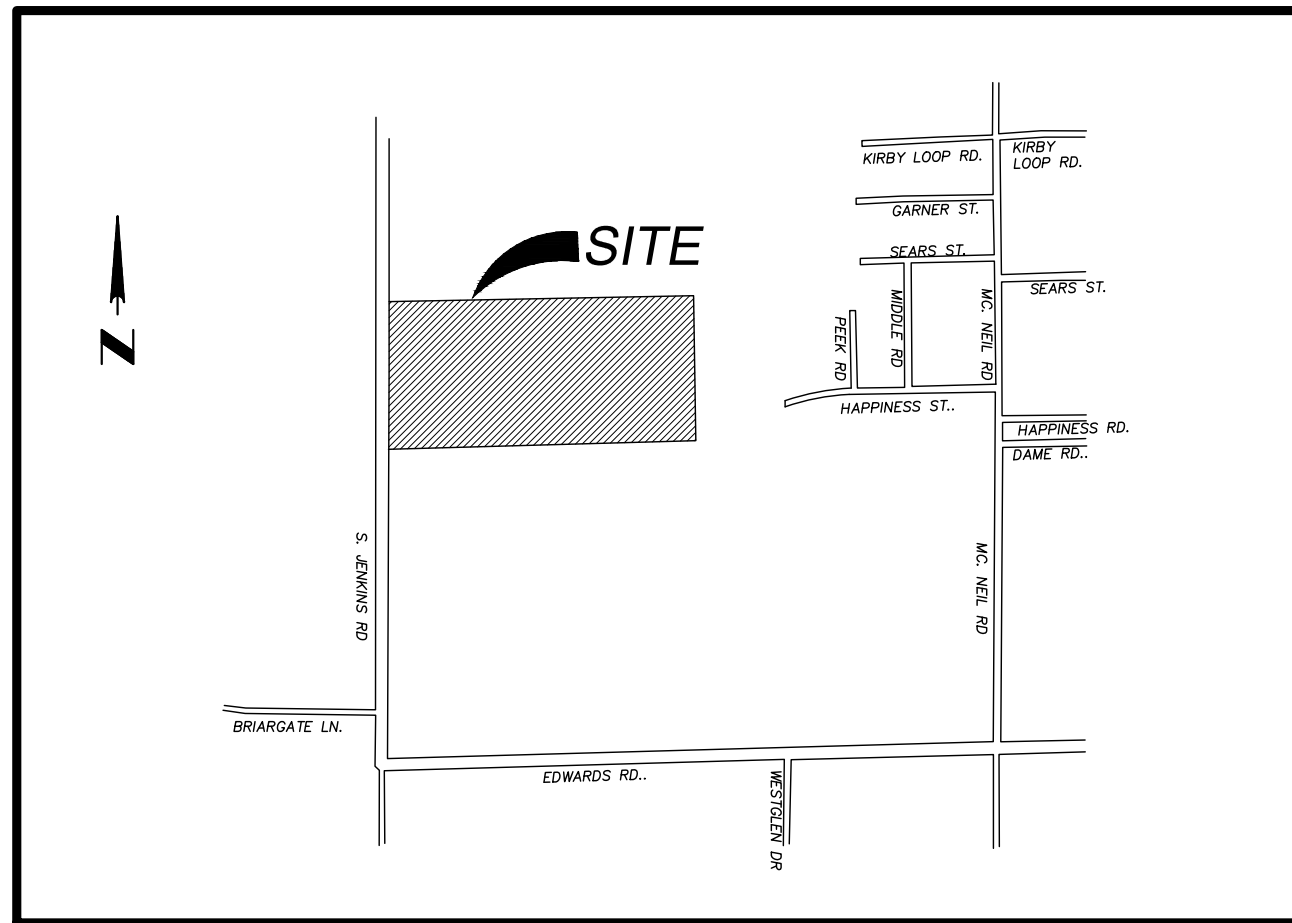 KIRBY LOOP RD.
KIRBY
LOOP RD.
GARNER ST.
SITE
SEARS ST.
SEARS ST.
MIDDLE RD
MC. NEIL RD
PEEK RD
N
HAPPINESS ST..
HAPPINESS RD.
DAME RD..
S. JENKINS RD
MC. NEIL RD
BRIARGATE LN.
EDWARDS RD..
WESTGLEN DR